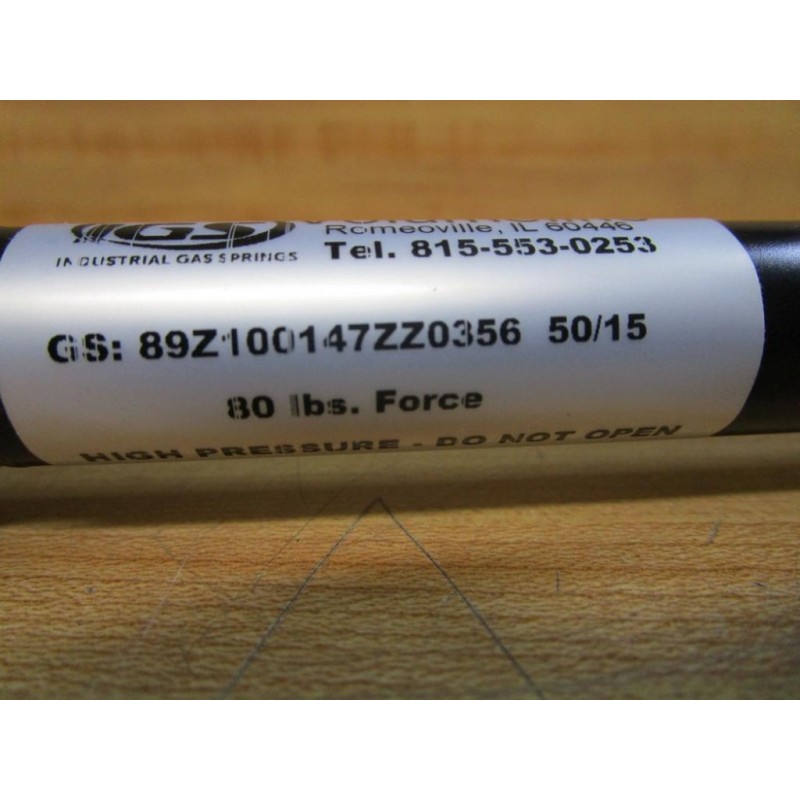 IGS
INDUSTRIAL GAS SPRINGS
Romeoville, IL 60446
Tel. 815-553-0253
GS: 89Z100147ZZ0356 50/15
80 lbs. Force
HIGH PRESSURE - DO NOT OPEN